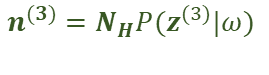 n⁽³⁾ = N_H P(z⁽³⁾|ω)